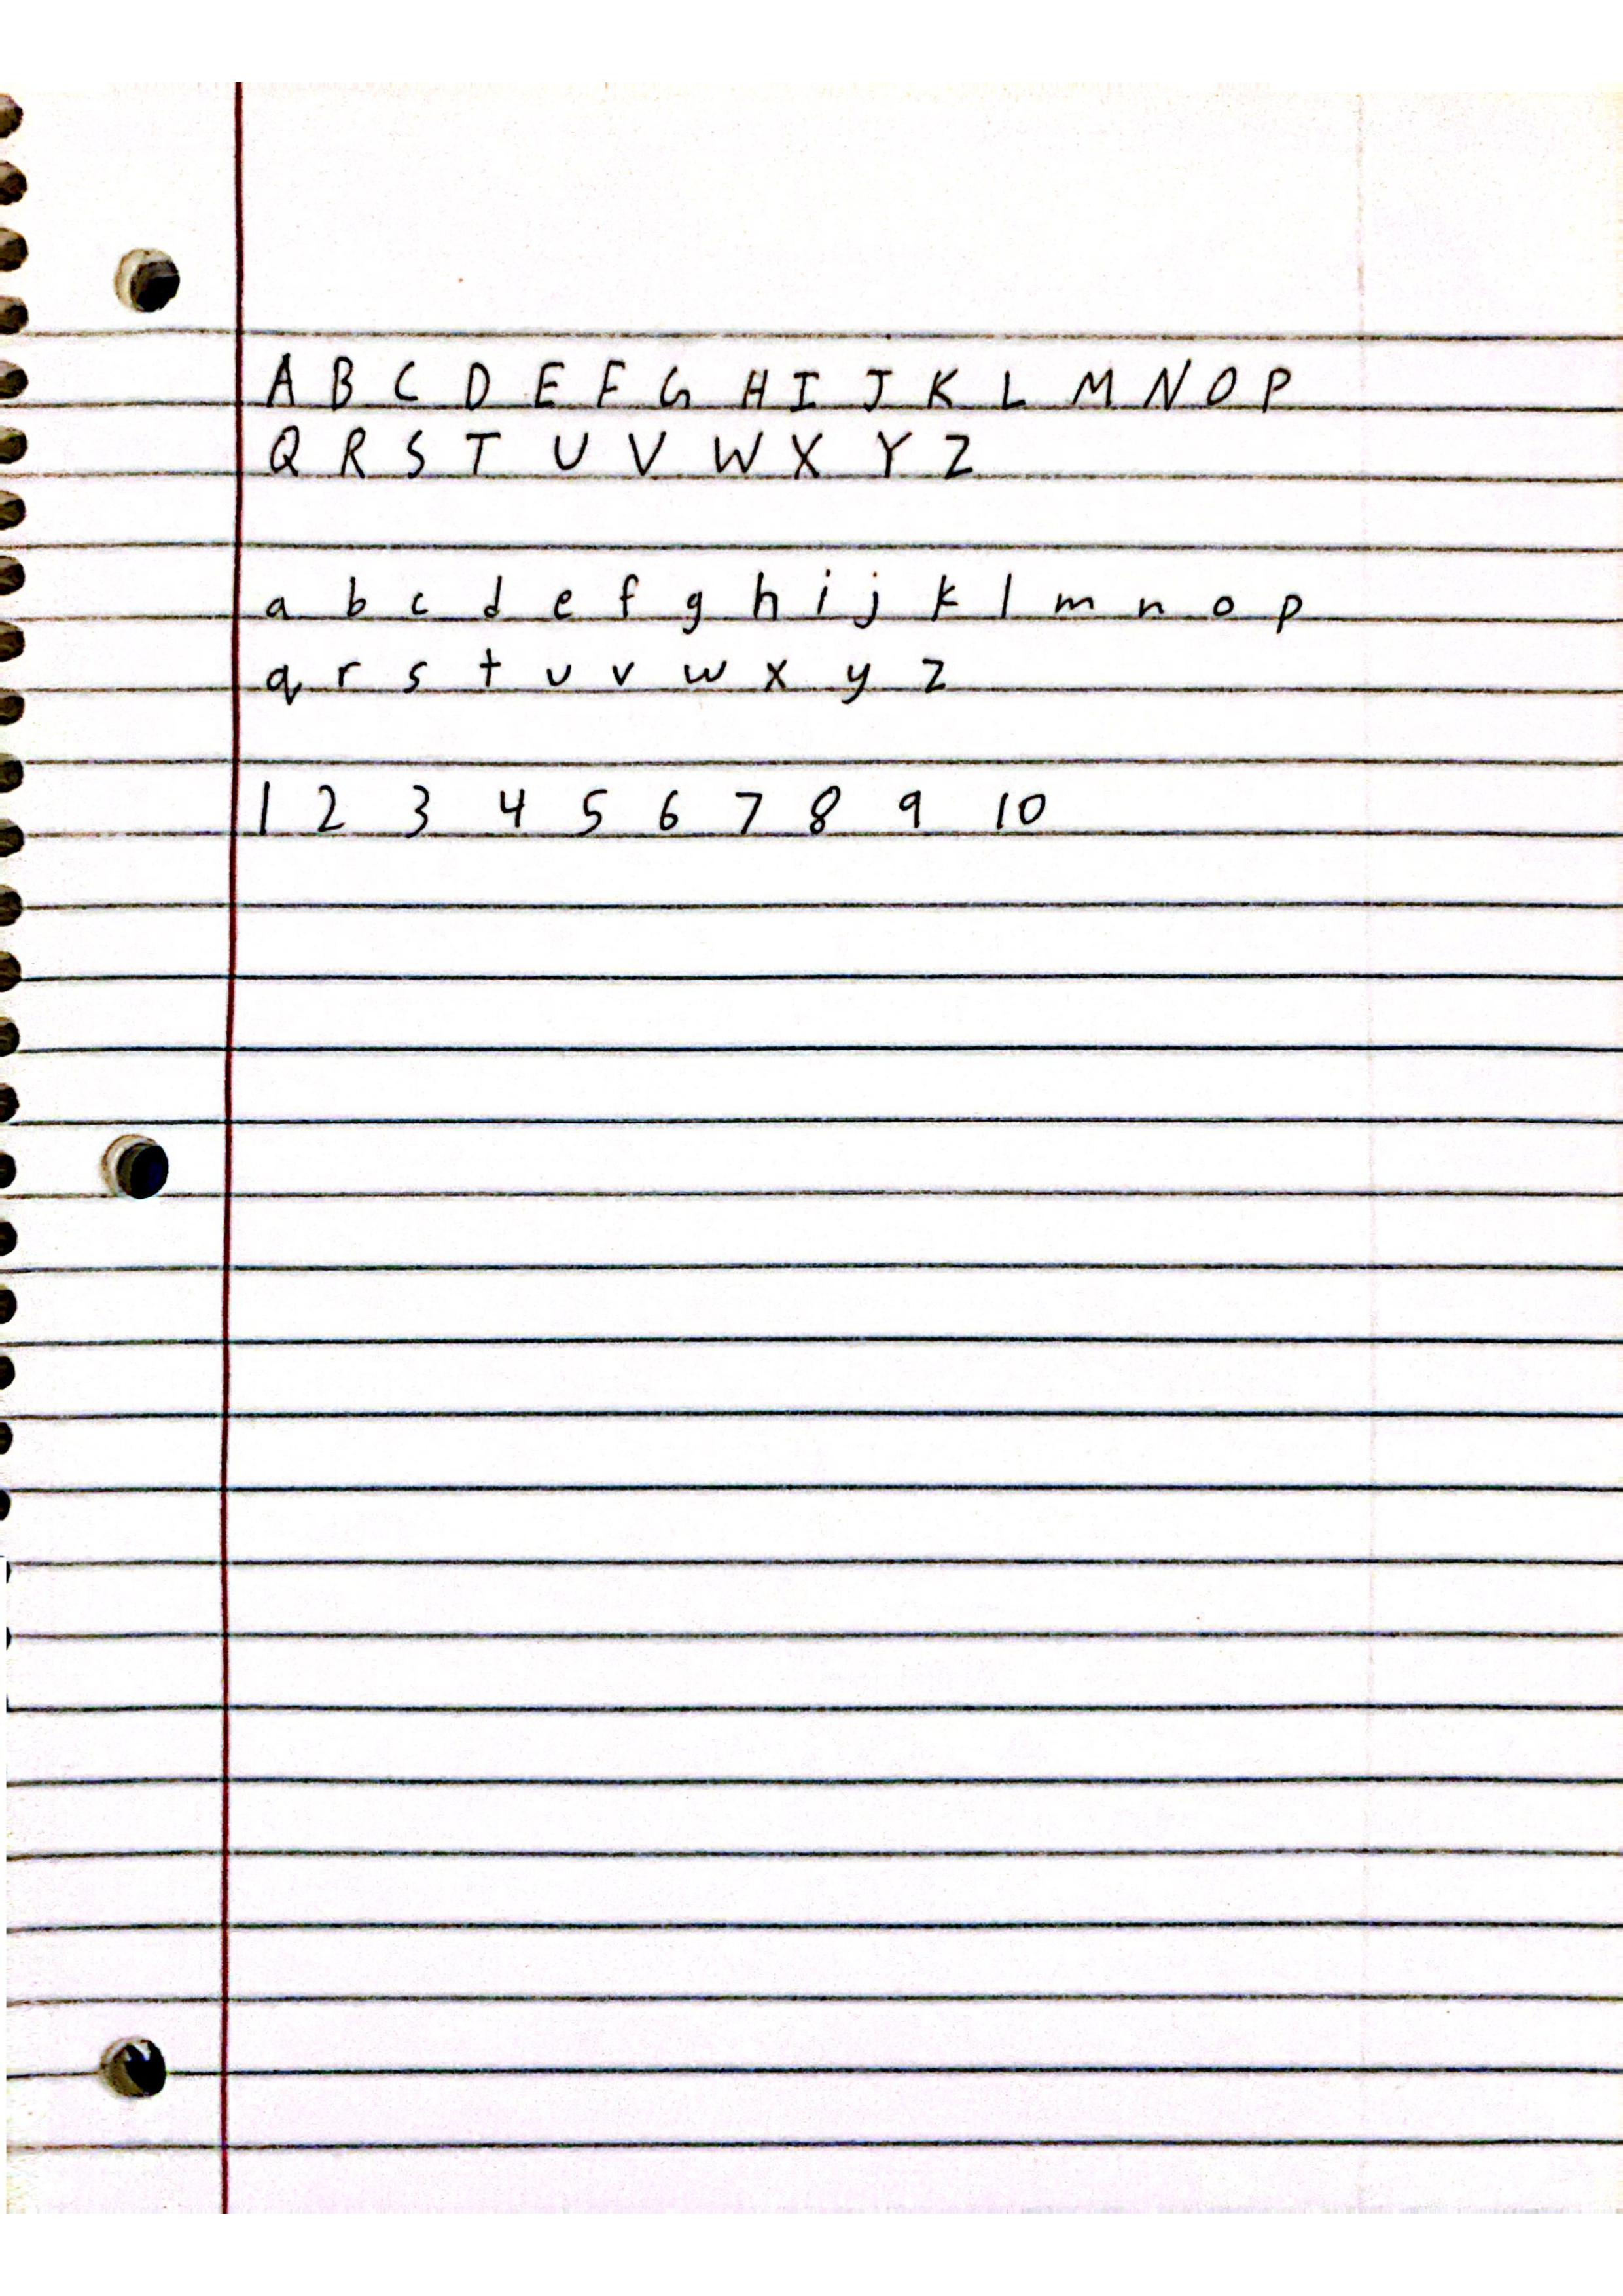 A B C D E F G H I J K L M N O P
Q R S T U V W X Y Z
a b c d e f g h i j k l m n o p
q r s t u v w x y z
1 2 3 4 5 6 7 8 9 10